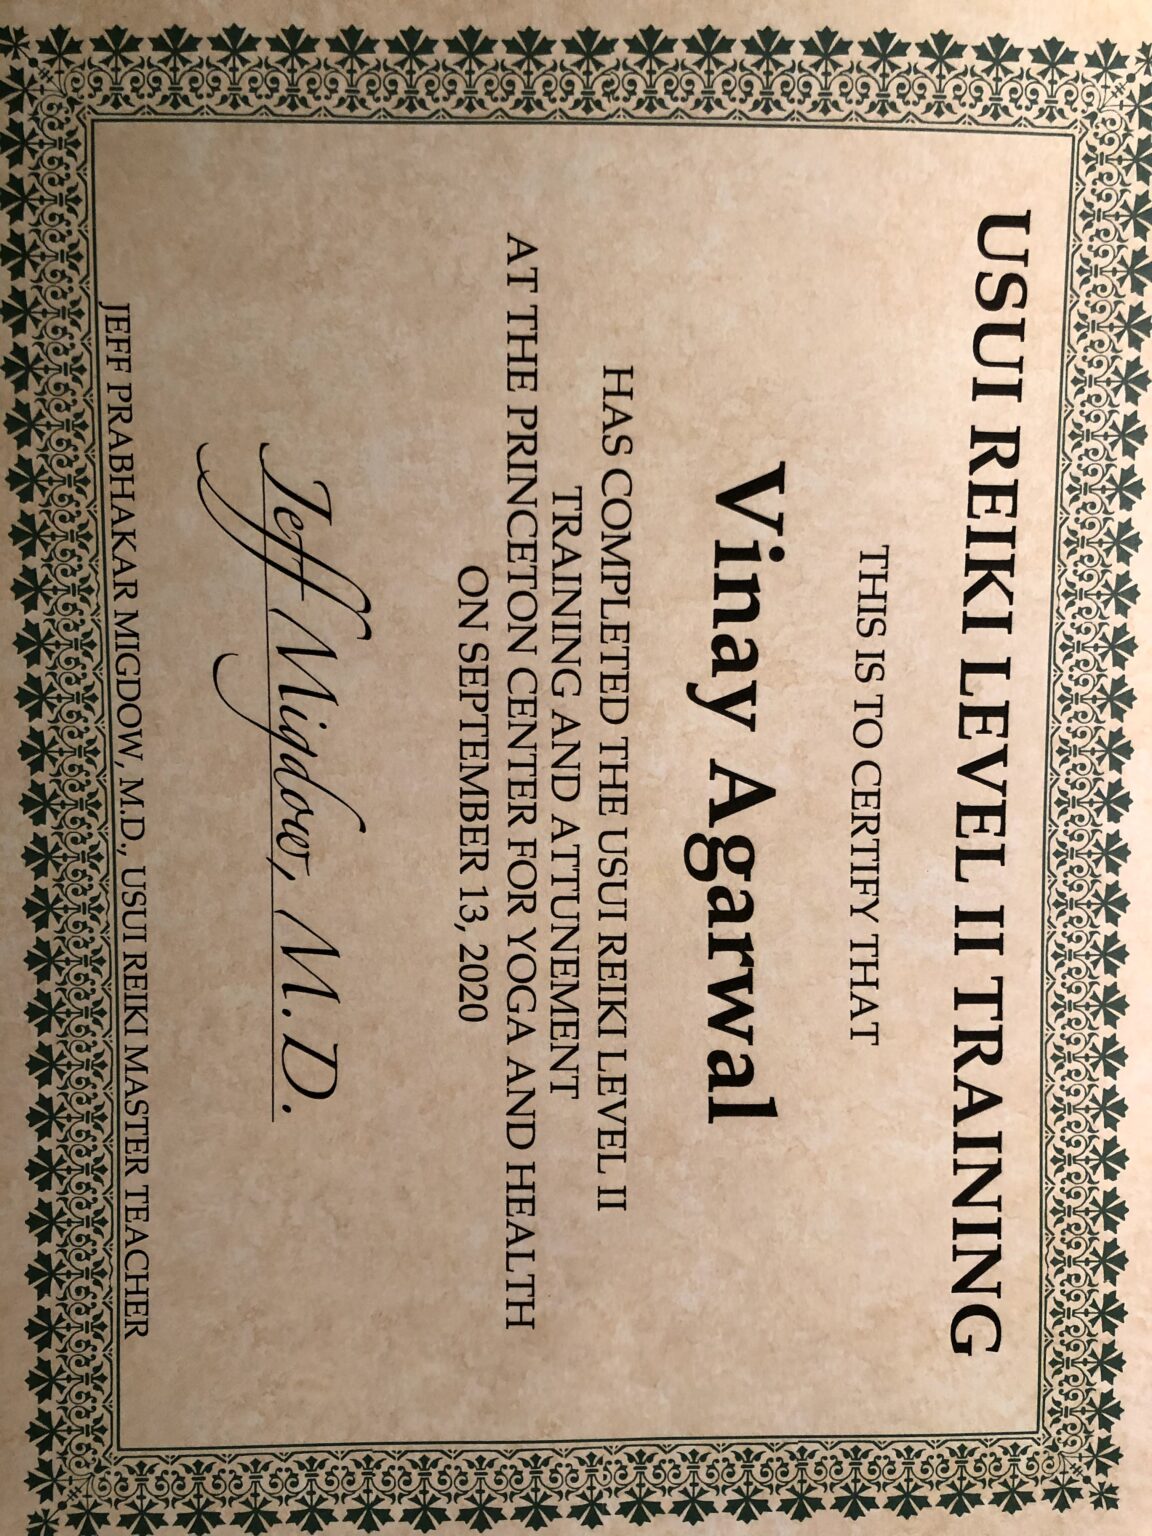 USUI REIKI LEVEL II TRAINING
THIS IS TO CERTIFY THAT
Vinay Agarwal
HAS COMPLETED THE USUI REIKI LEVEL II
TRAINING AND ATTUNEMENT
AT THE PRINCETON CENTER FOR YOGA AND HEALTH
ON SEPTEMBER 13, 2020
Jeff Migdow, M.D.
JEFF PRABHAKAR MIGDOW, M.D., USUI REIKI MASTER TEACHER